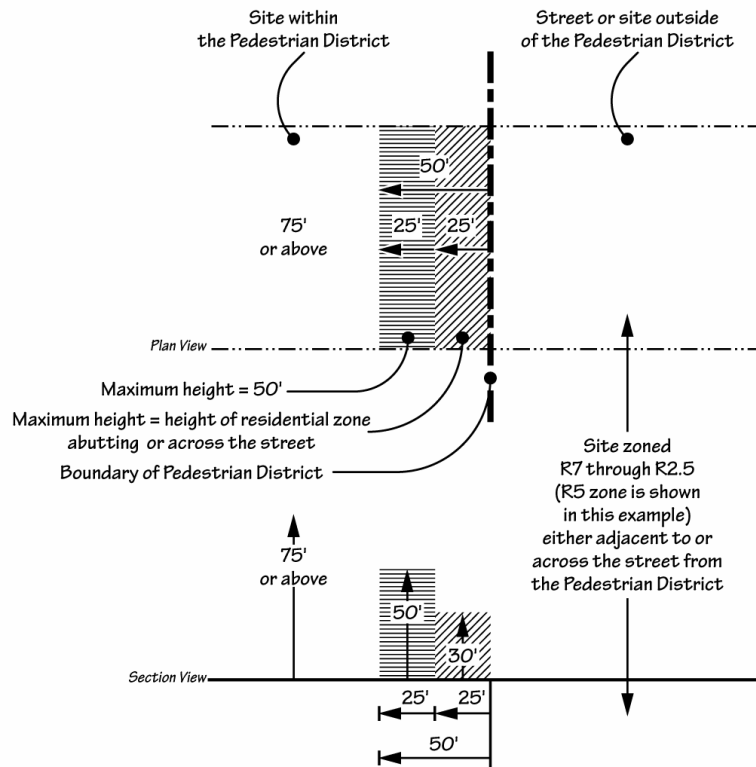 Site within
the Pedestrian District
Street or site outside
of the Pedestrian District
50'
25'
25'
75'
or above
Plan View
Maximum height = 50'
Maximum height = height of residential zone
abutting or across the street
Boundary of Pedestrian District
Site zoned
R7 through R2.5
(R5 zone is shown
in this example)
either adjacent to or
across the street from
the Pedestrian District
75'
or above
50'
30'
Section View
25'
25'
50'